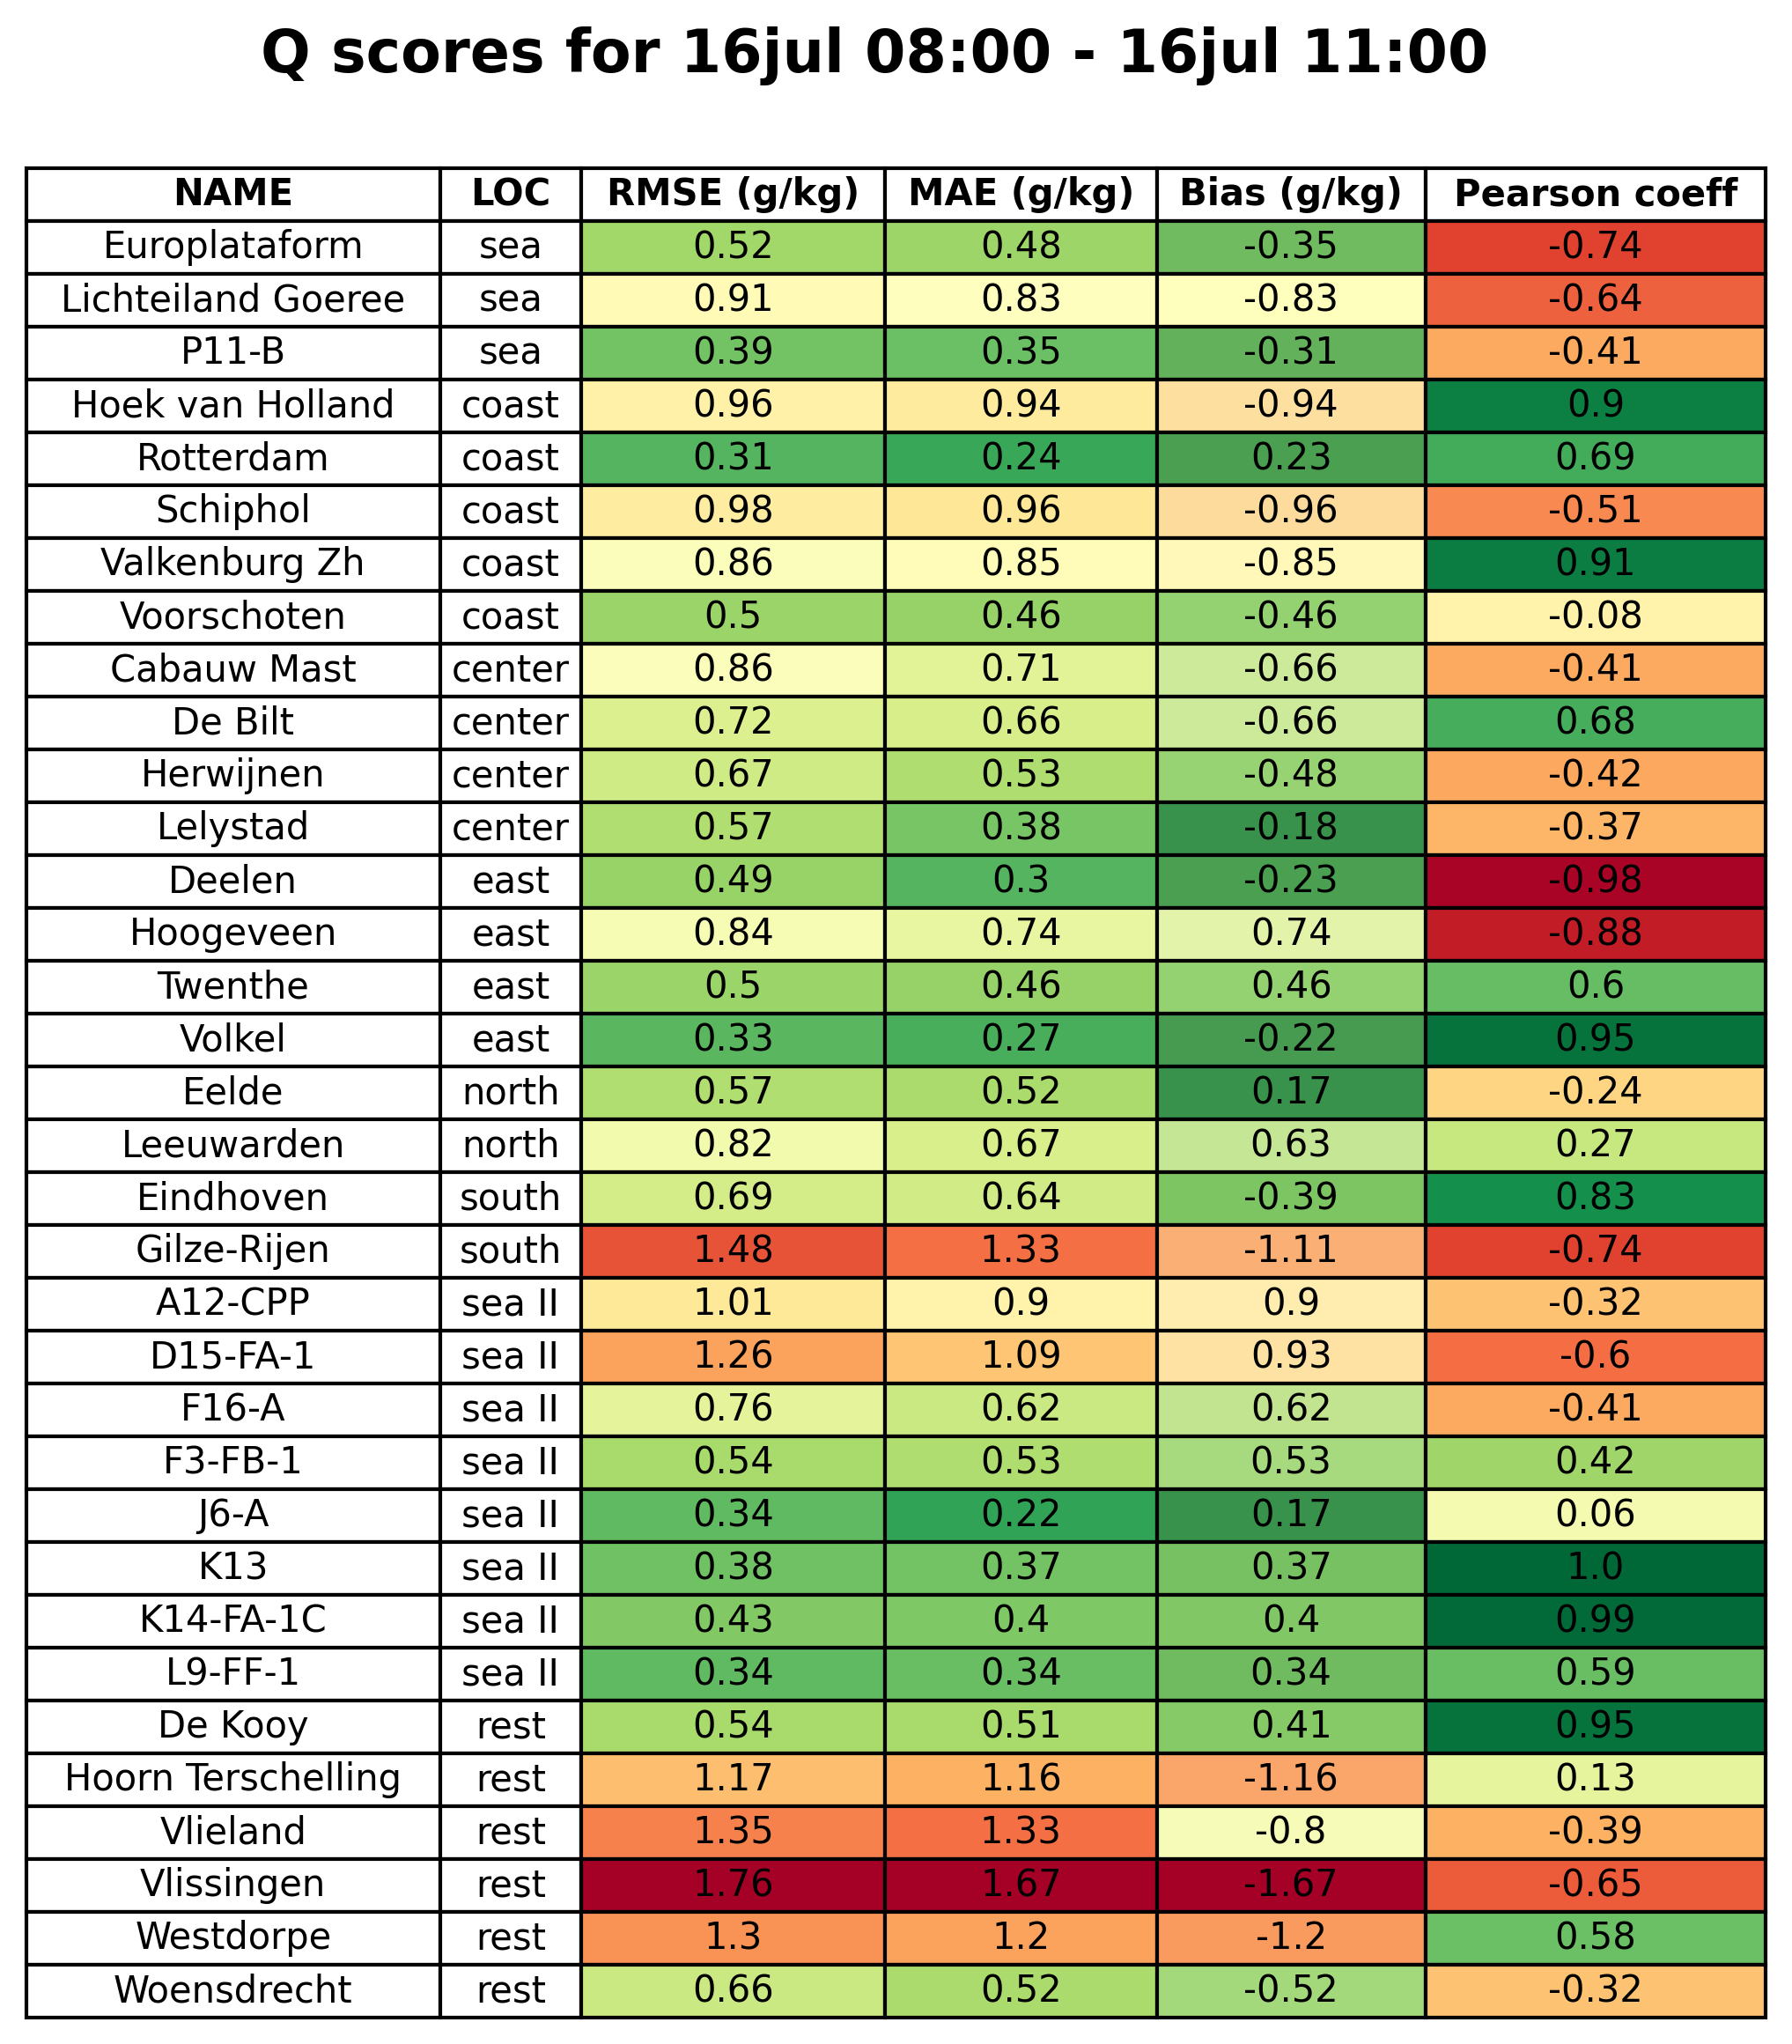 Q scores for 16jul 08:00 - 16jul 11:00
NAME LOC RMSE (g/kg) MAE (g/kg) Bias (g/kg) Pearson coeff
Europlataform sea 0.52 0.48 -0.35 -0.74
Lichteiland Goeree sea 0.91 0.83 -0.83 -0.64
P11-B sea 0.39 0.35 -0.31 -0.41
Hoek van Holland coast 0.96 0.94 -0.94 0.9
Rotterdam coast 0.31 0.24 0.23 0.69
Schiphol coast 0.98 0.96 -0.96 -0.51
Valkenburg Zh coast 0.86 0.85 -0.85 0.91
Voorschoten coast 0.5 0.46 -0.46 -0.08
Cabauw Mast center 0.86 0.71 -0.66 -0.41
De Bilt center 0.72 0.66 -0.66 0.68
Herwijnen center 0.67 0.53 -0.48 -0.42
Lelystad center 0.57 0.38 -0.18 -0.37
Deelen east 0.49 0.3 -0.23 -0.98
Hoogeveen east 0.84 0.74 0.74 -0.88
Twenthe east 0.5 0.46 0.46 0.6
Volkel east 0.33 0.27 -0.22 0.95
Eelde north 0.57 0.52 0.17 -0.24
Leeuwarden north 0.82 0.67 0.63 0.27
Eindhoven south 0.69 0.64 -0.39 0.83
Gilze-Rijen south 1.48 1.33 -1.11 -0.74
A12-CPP sea II 1.01 0.9 0.9 -0.32
D15-FA-1 sea II 1.26 1.09 0.93 -0.6
F16-A sea II 0.76 0.62 0.62 -0.41
F3-FB-1 sea II 0.54 0.53 0.53 0.42
J6-A sea II 0.34 0.22 0.17 0.06
K13 sea II 0.38 0.37 0.37 1.0
K14-FA-1C sea II 0.43 0.4 0.4 0.99
L9-FF-1 sea II 0.34 0.34 0.34 0.59
De Kooy rest 0.54 0.51 0.41 0.95
Hoorn Terschelling rest 1.17 1.16 -1.16 0.13
Vlieland rest 1.35 1.33 -0.8 -0.39
Vlissingen rest 1.76 1.67 -1.67 -0.65
Westdorpe rest 1.3 1.2 -1.2 0.58
Woensdrecht rest 0.66 0.52 -0.52 -0.32